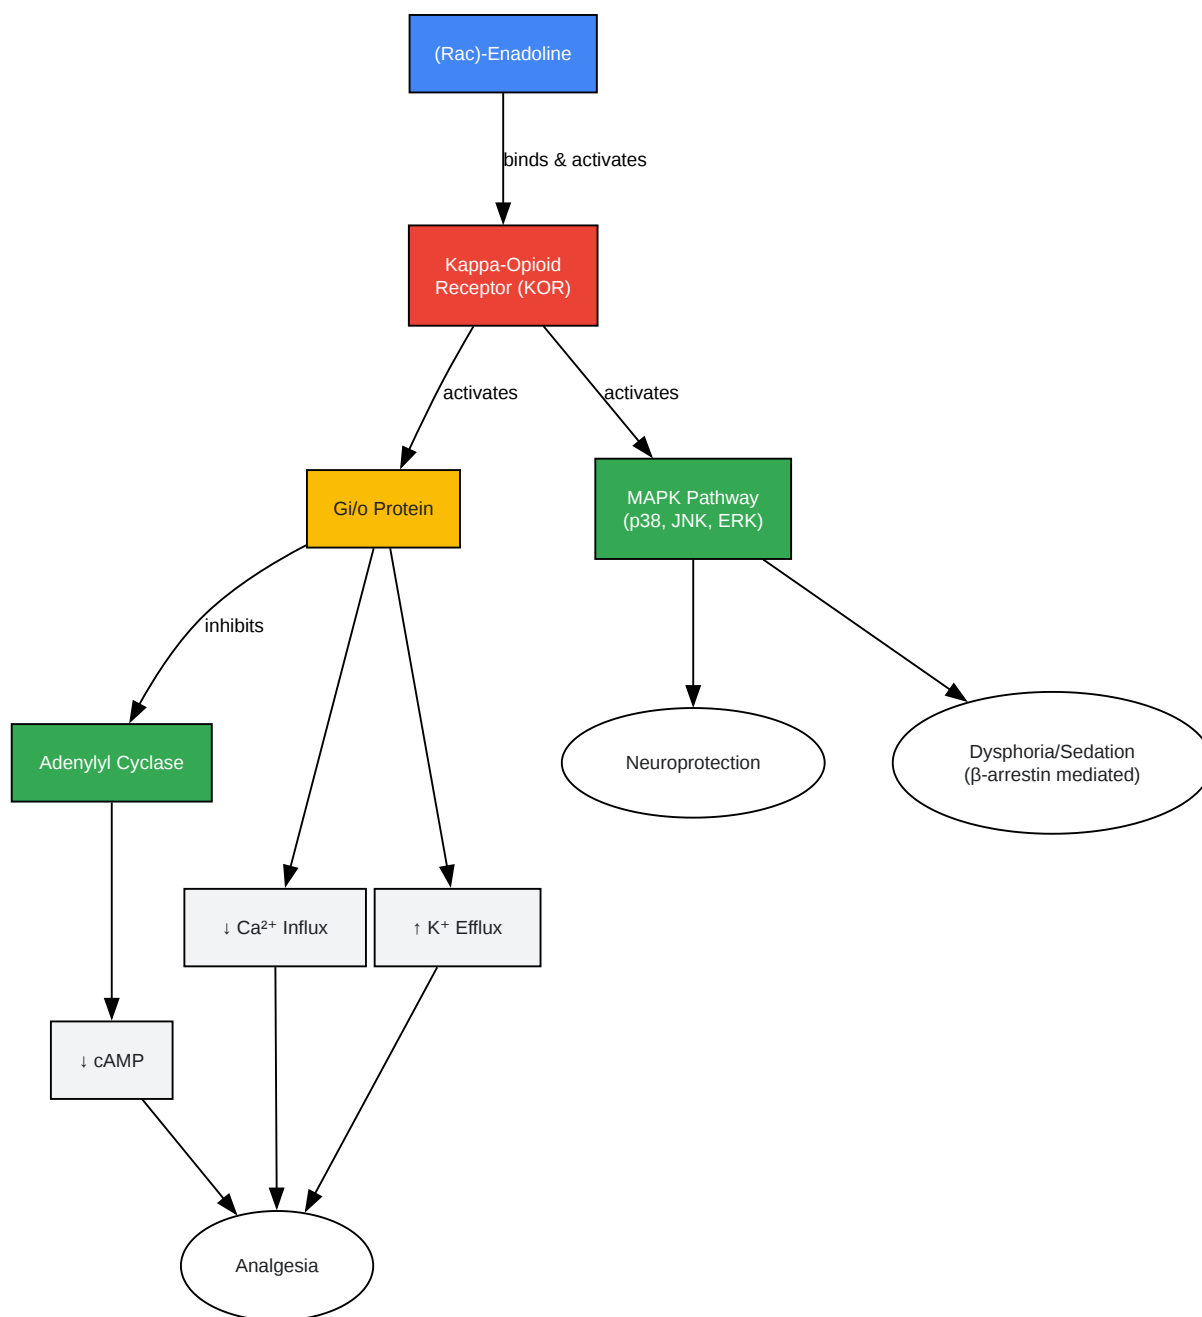 (Rac)-Enadoline
binds & activates
Kappa-Opioid
Receptor (KOR)
activates
activates
Gi/o Protein
MAPK Pathway
(p38, JNK, ERK)
inhibits
Adenylyl Cyclase
Neuroprotection
Dysphoria/Sedation
(β-arrestin mediated)
↓ Ca²⁺ Influx
↑ K⁺ Efflux
↓ cAMP
Analgesia